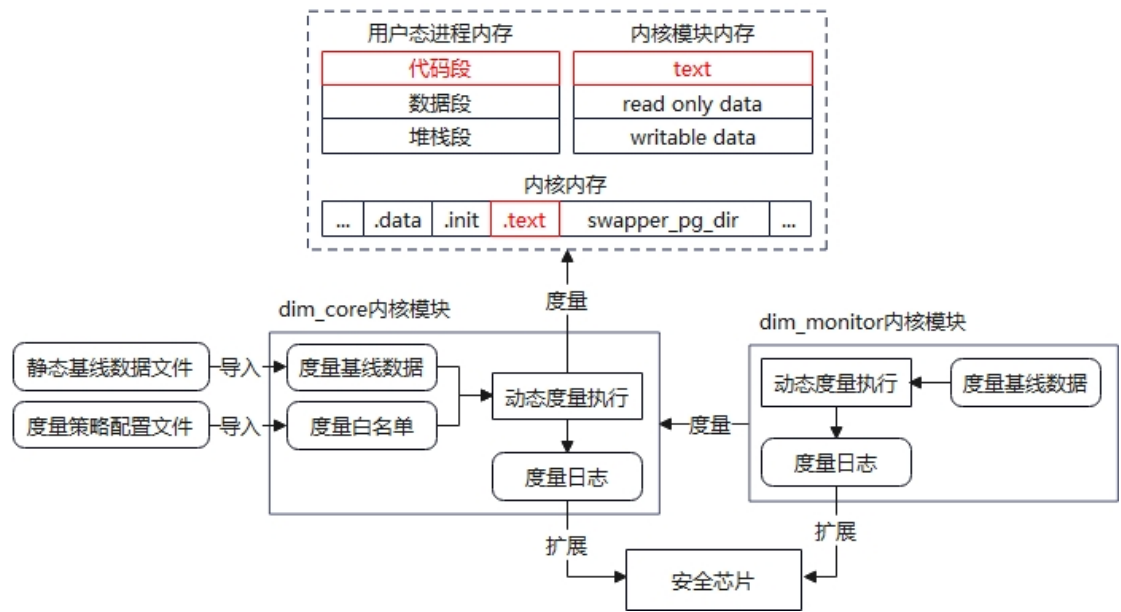 用户态进程内存
内核模块内存
代码段
text
数据段
read only data
堆栈段
writable data
内核内存
... .data .init .text swapper_pg_dir ...
度量
dim_core内核模块
dim_monitor内核模块
静态基线数据文件
导入
度量基线数据
动态度量执行
度量策略配置文件
导入
度量白名单
度量日志
度量
动态度量执行
度量基线数据
度量日志
扩展
扩展
安全芯片